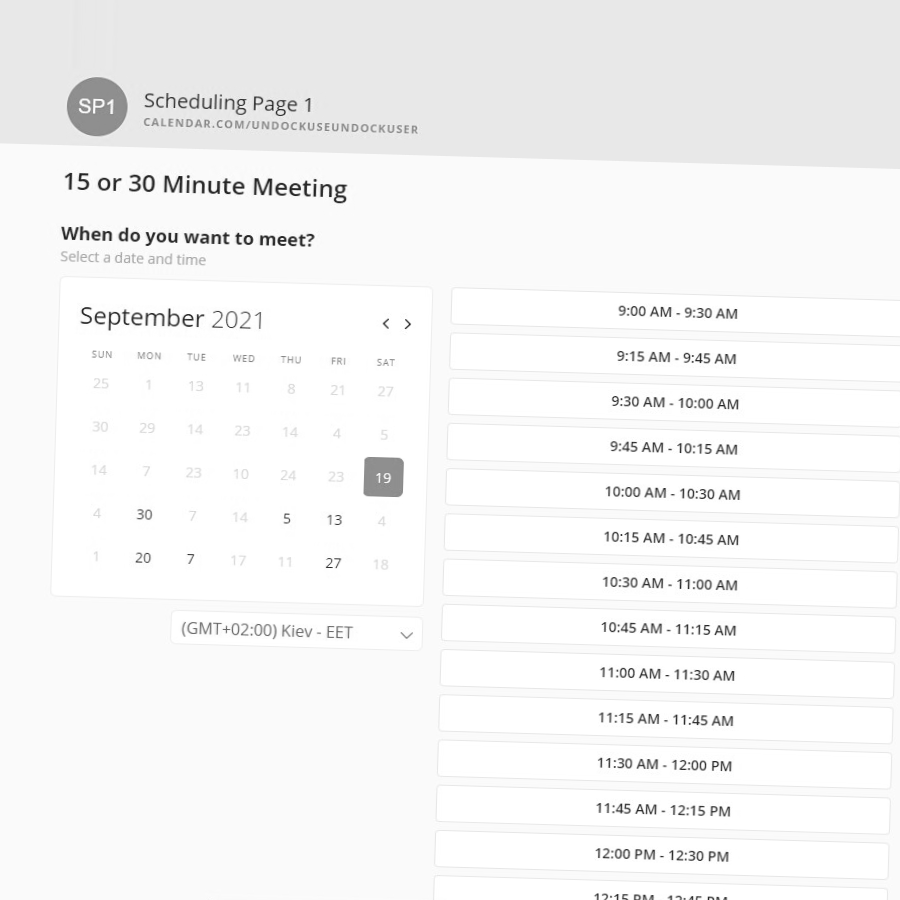 SP1
Scheduling Page 1
CALENDAR.COM/UNDOCKUSEUNDOCKUSER
15 or 30 Minute Meeting
When do you want to meet?
Select a date and time
September 2021
SUN MON TUE WED THU FRI SAT
25 1 13 11 8 21 27
30 29 14 23 14 4 5
14 7 23 10 24 23 19
4 30 7 14 5 13 4
1 20 7 17 11 27 18
(GMT+02:00) Kiev - EET
9:00 AM - 9:30 AM
9:15 AM - 9:45 AM
9:30 AM - 10:00 AM
9:45 AM - 10:15 AM
10:00 AM - 10:30 AM
10:15 AM - 10:45 AM
10:30 AM - 11:00 AM
10:45 AM - 11:15 AM
11:00 AM - 11:30 AM
11:15 AM - 11:45 AM
11:30 AM - 12:00 PM
11:45 AM - 12:15 PM
12:00 PM - 12:30 PM
12:15 PM - 12:45 PM